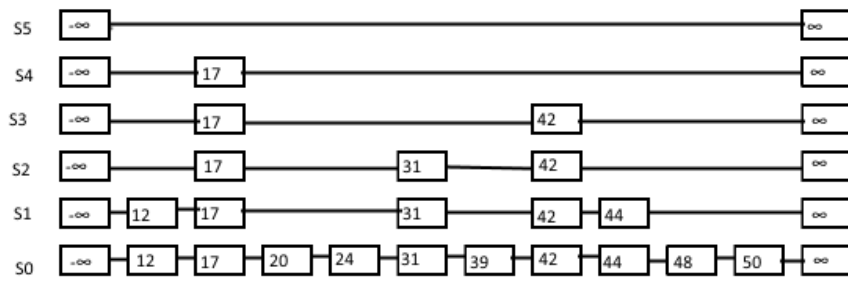 S5 -∞ ∞
S4 -∞ 17 ∞
S3 -∞ 17 42 ∞
S2 -∞ 17 31 42 ∞
S1 -∞ 12 17 31 42 44 ∞
S0 -∞ 12 17 20 24 31 39 42 44 48 50 ∞